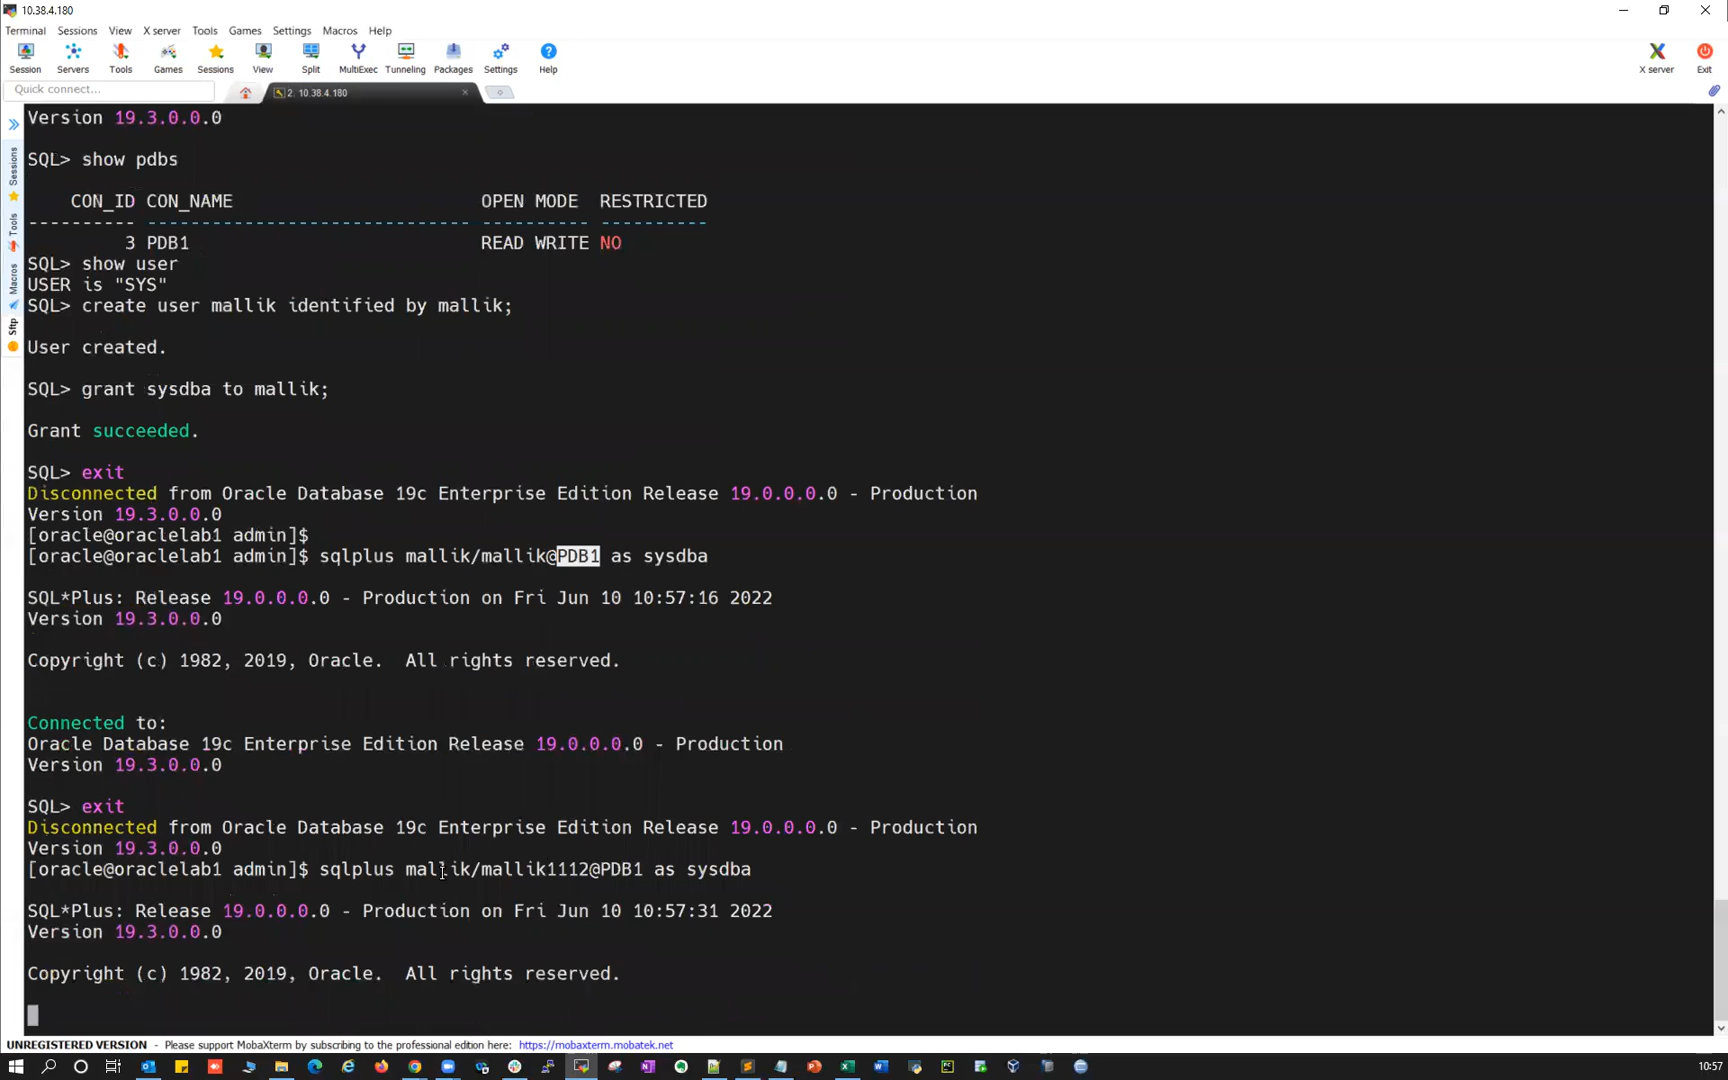 10.38.4.180
Terminal Sessions View X server Tools Games Settings Macros Help
Session Servers Tools Games Sessions View Split MultiExec Tunneling Packages Settings Help X server Exit
Quick connect...
2. 10.38.4.180
Sessions
Tools
Macros
Sftp
Version 19.3.0.0.0
SQL> show pdbs
CON_ID CON_NAME OPEN MODE RESTRICTED
---------- ------------------------------ ---------- ----------
3 PDB1 READ WRITE NO
SQL> show user
USER is "SYS"
SQL> create user mallik identified by mallik;
User created.
SQL> grant sysdba to mallik;
Grant succeeded.
SQL> exit
Disconnected from Oracle Database 19c Enterprise Edition Release 19.0.0.0.0 - Production
Version 19.3.0.0.0
[oracle@oraclelab1 admin]$
[oracle@oraclelab1 admin]$ sqlplus mallik/mallik@PDB1 as sysdba
SQL*Plus: Release 19.0.0.0.0 - Production on Fri Jun 10 10:57:16 2022
Version 19.3.0.0.0
Copyright (c) 1982, 2019, Oracle.  All rights reserved.
Connected to:
Oracle Database 19c Enterprise Edition Release 19.0.0.0.0 - Production
Version 19.3.0.0.0
SQL> exit
Disconnected from Oracle Database 19c Enterprise Edition Release 19.0.0.0.0 - Production
Version 19.3.0.0.0
[oracle@oraclelab1 admin]$ sqlplus mallik/mallik1112@PDB1 as sysdba
SQL*Plus: Release 19.0.0.0.0 - Production on Fri Jun 10 10:57:31 2022
Version 19.3.0.0.0
Copyright (c) 1982, 2019, Oracle.  All rights reserved.
UNREGISTERED VERSION - Please support MobaXterm by subscribing to the professional edition here: https://mobaxterm.mobatek.net
10:57